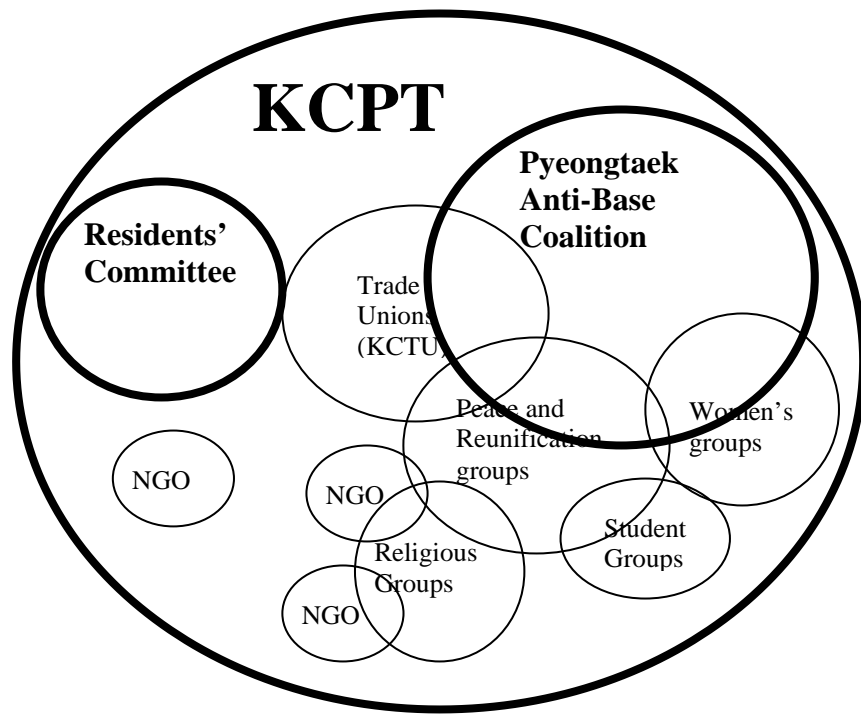 KCPT
Pyeongtaek
Anti-Base
Coalition
Residents’
Committee
Trade
Unions
(KCTU)
Peace and
Reunification
groups
Women’s
groups
NGO
NGO
Student
Groups
Religious
Groups
NGO